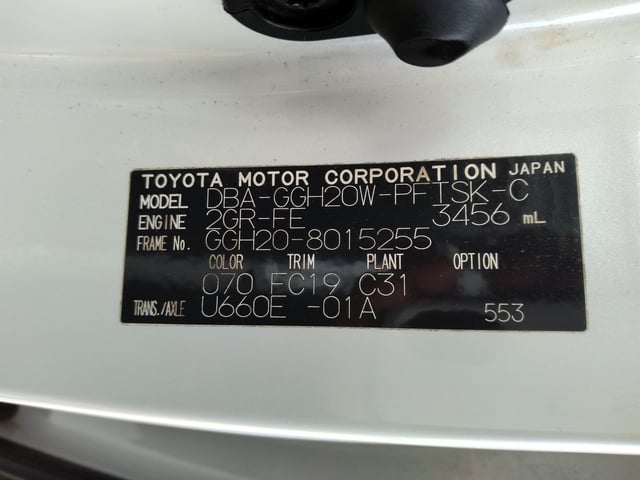 TOYOTA MOTOR CORPORATION JAPAN
MODEL DBA-GGH20W-PFTSK-C
ENGINE 2GR-FE 3456 mL
FRAME No. GGH20-8015255
COLOR TRIM PLANT OPTION
070 FC19 C31
TRANS./AXLE U660E -01A 553